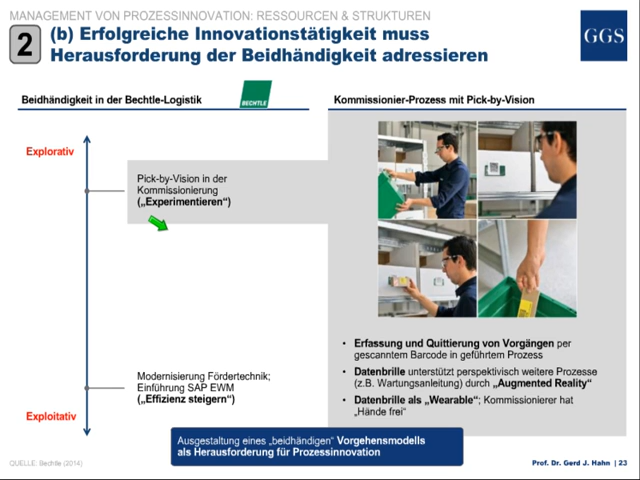 MANAGEMENT VON PROZESSINNOVATION: RESSOURCEN & STRUKTUREN
2
(b) Erfolgreiche Innovationstätigkeit muss
Herausforderung der Beidhändigkeit adressieren
GGS
Beidhändigkeit in der Bechtle-Logistik
BECHTLE
Kommissionier-Prozess mit Pick-by-Vision
Explorativ
Pick-by-Vision in der
Kommissionierung
(„Experimentieren“)
Modernisierung Fördertechnik;
Einführung SAP EWM
(„Effizienz steigern“)
Exploitativ
• Erfassung und Quittierung von Vorgängen per
gescanntem Barcode in geführtem Prozess
• Datenbrille unterstützt perspektivisch weitere Prozesse
(z.B. Wartungsanleitung) durch „Augmented Reality“
• Datenbrille als „Wearable“; Kommissionierer hat
„Hände frei“
Ausgestaltung eines „beidhändigen“ Vorgehensmodells
als Herausforderung für Prozessinnovation
QUELLE: Bechtle (2014)
Prof. Dr. Gerd J. Hahn | 23